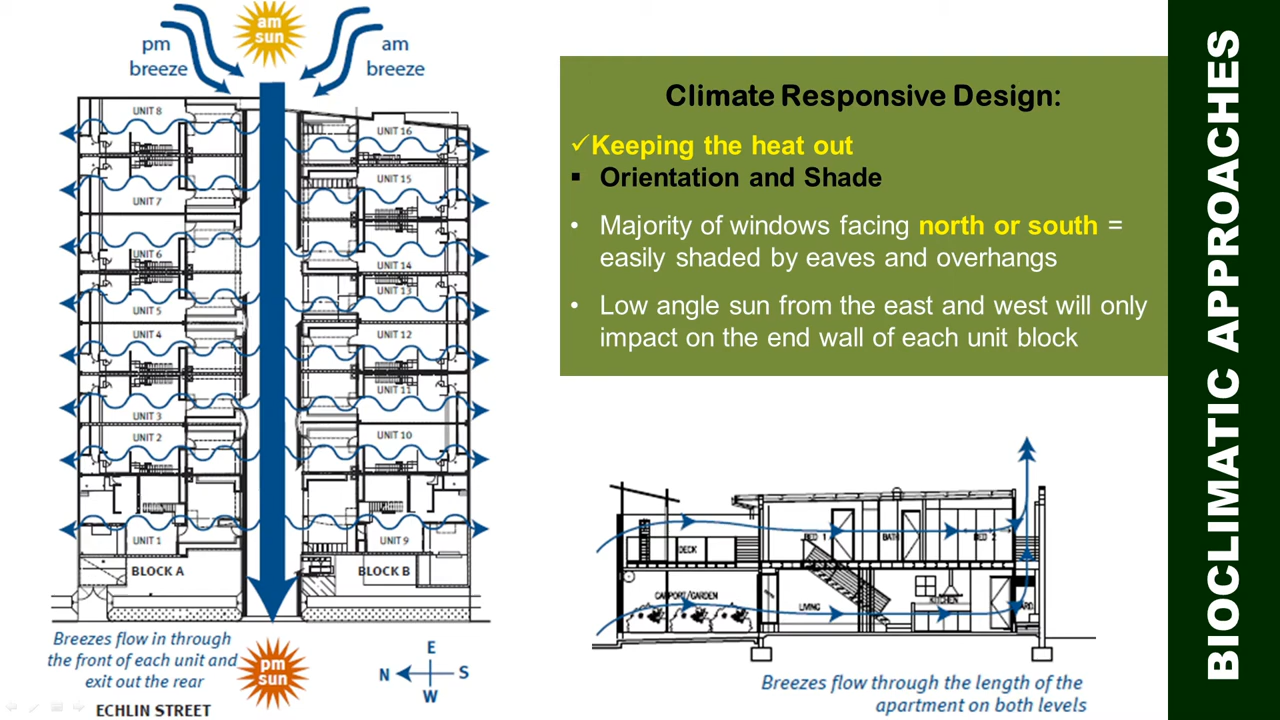 am
sun
pm
breeze
am
breeze
UNIT 8
UNIT 16
UNIT 15
UNIT 7
UNIT 6
UNIT 14
UNIT 13
UNIT 5
UNIT 4
UNIT 12
UNIT 11
UNIT 3
UNIT 2
UNIT 10
UNIT 1
UNIT 9
BLOCK A
BLOCK B
Breezes flow in through
the front of each unit and
exit out the rear
pm
sun
E
N
S
W
ECHLIN STREET
Climate Responsive Design:
✓Keeping the heat out
▪ Orientation and Shade
• Majority of windows facing north or south =
easily shaded by eaves and overhangs
• Low angle sun from the east and west will only
impact on the end wall of each unit block
DECK
BED 1
BATH
BED 2
CARPORT/GARDEN
LIVING
KITCHEN
Breezes flow through the length of the
apartment on both levels
BIOCLIMATIC APPROACHES